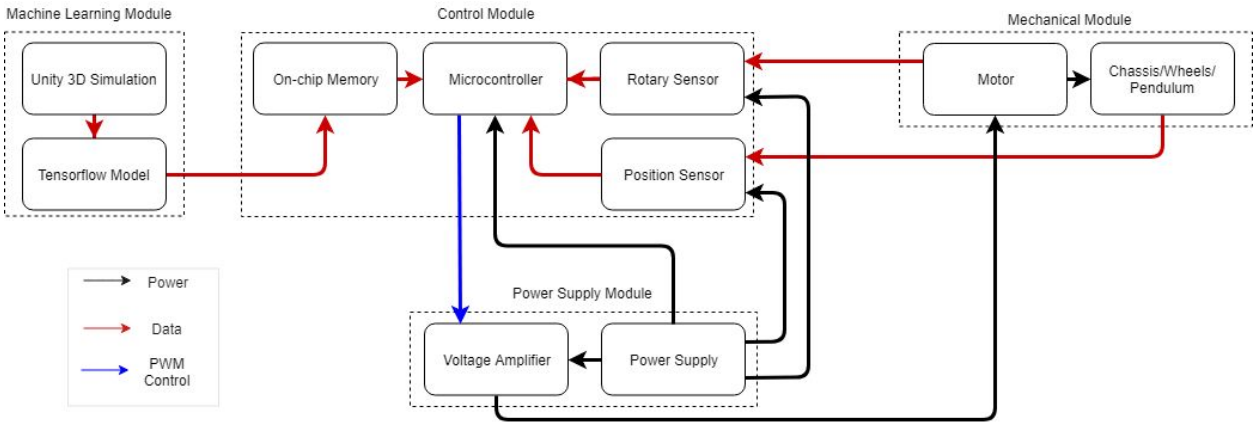 Machine Learning Module
Control Module
Mechanical Module
Unity 3D Simulation
On-chip Memory
Microcontroller
Rotary Sensor
Motor
Chassis/Wheels/
Pendulum
Tensorflow Model
Position Sensor
Power
Data
PWM
Control
Power Supply Module
Voltage Amplifier
Power Supply